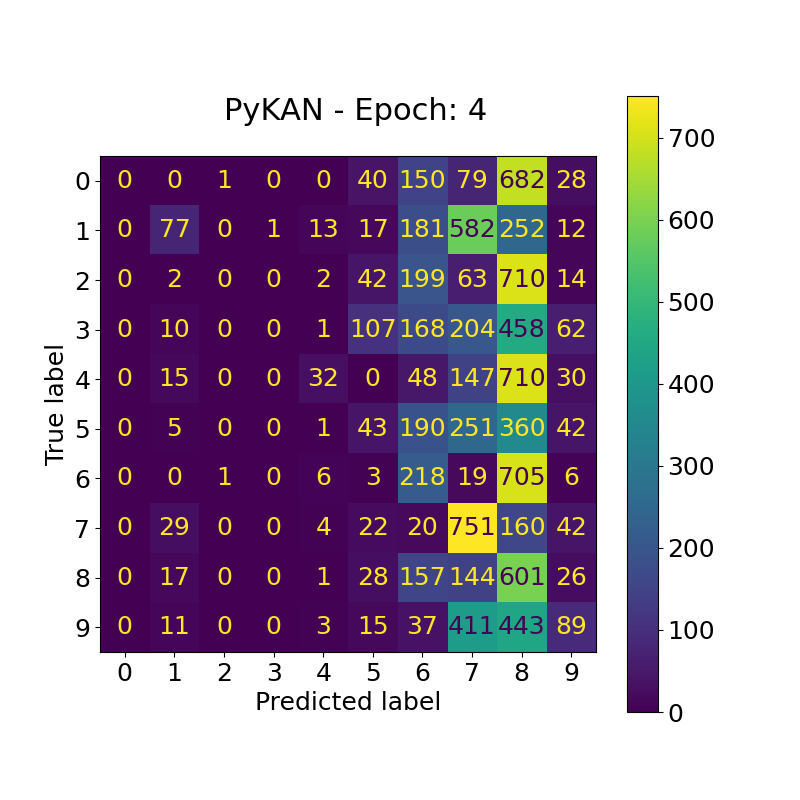 PyKAN - Epoch: 4
0 0 0 1 0 0 40 150 79 682 28
1 0 77 0 1 13 17 181 582 252 12
2 0 2 0 0 2 42 199 63 710 14
3 0 10 0 0 1 107 168 204 458 62
4 0 15 0 0 32 0 48 147 710 30
5 0 5 0 0 1 43 190 251 360 42
6 0 0 1 0 6 3 218 19 705 6
7 0 29 0 0 4 22 20 751 160 42
8 0 17 0 0 1 28 157 144 601 26
9 0 11 0 0 3 15 37 411 443 89
0 1 2 3 4 5 6 7 8 9
Predicted label
True label
700
600
500
400
300
200
100
0